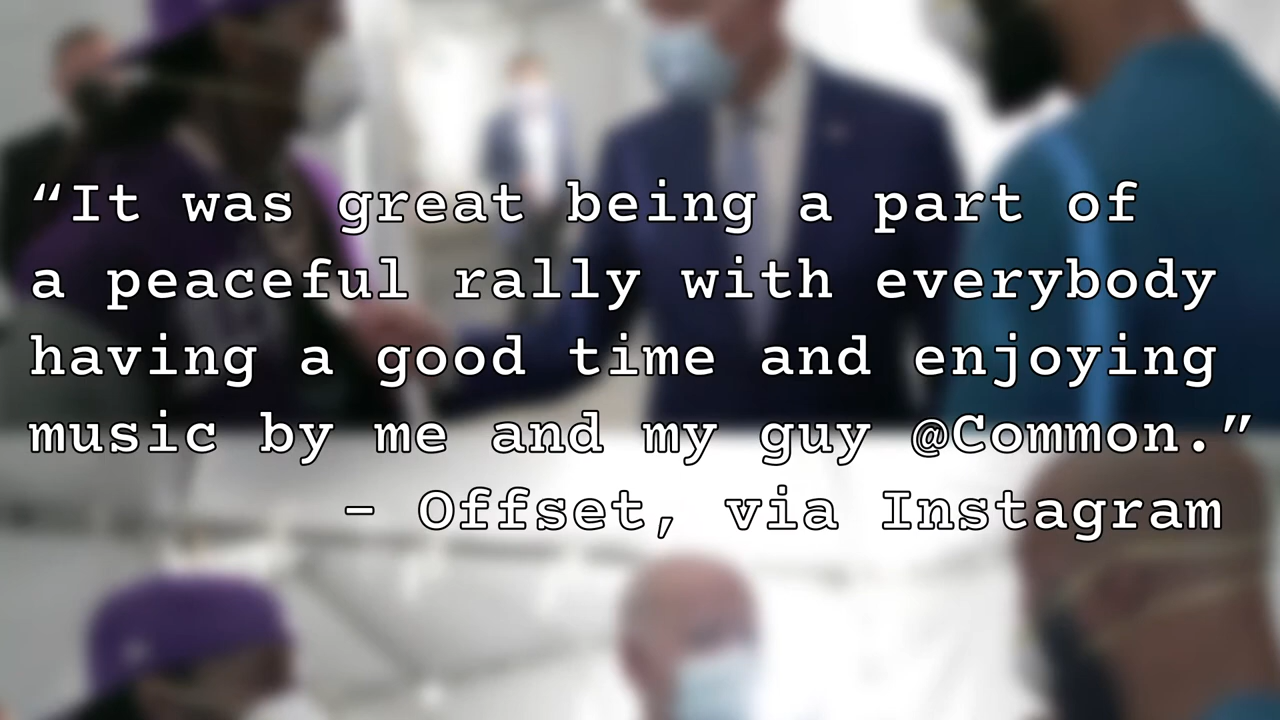 “It was great being a part of
a peaceful rally with everybody
having a good time and enjoying
music by me and my guy @Common.”
– Offset, via Instagram